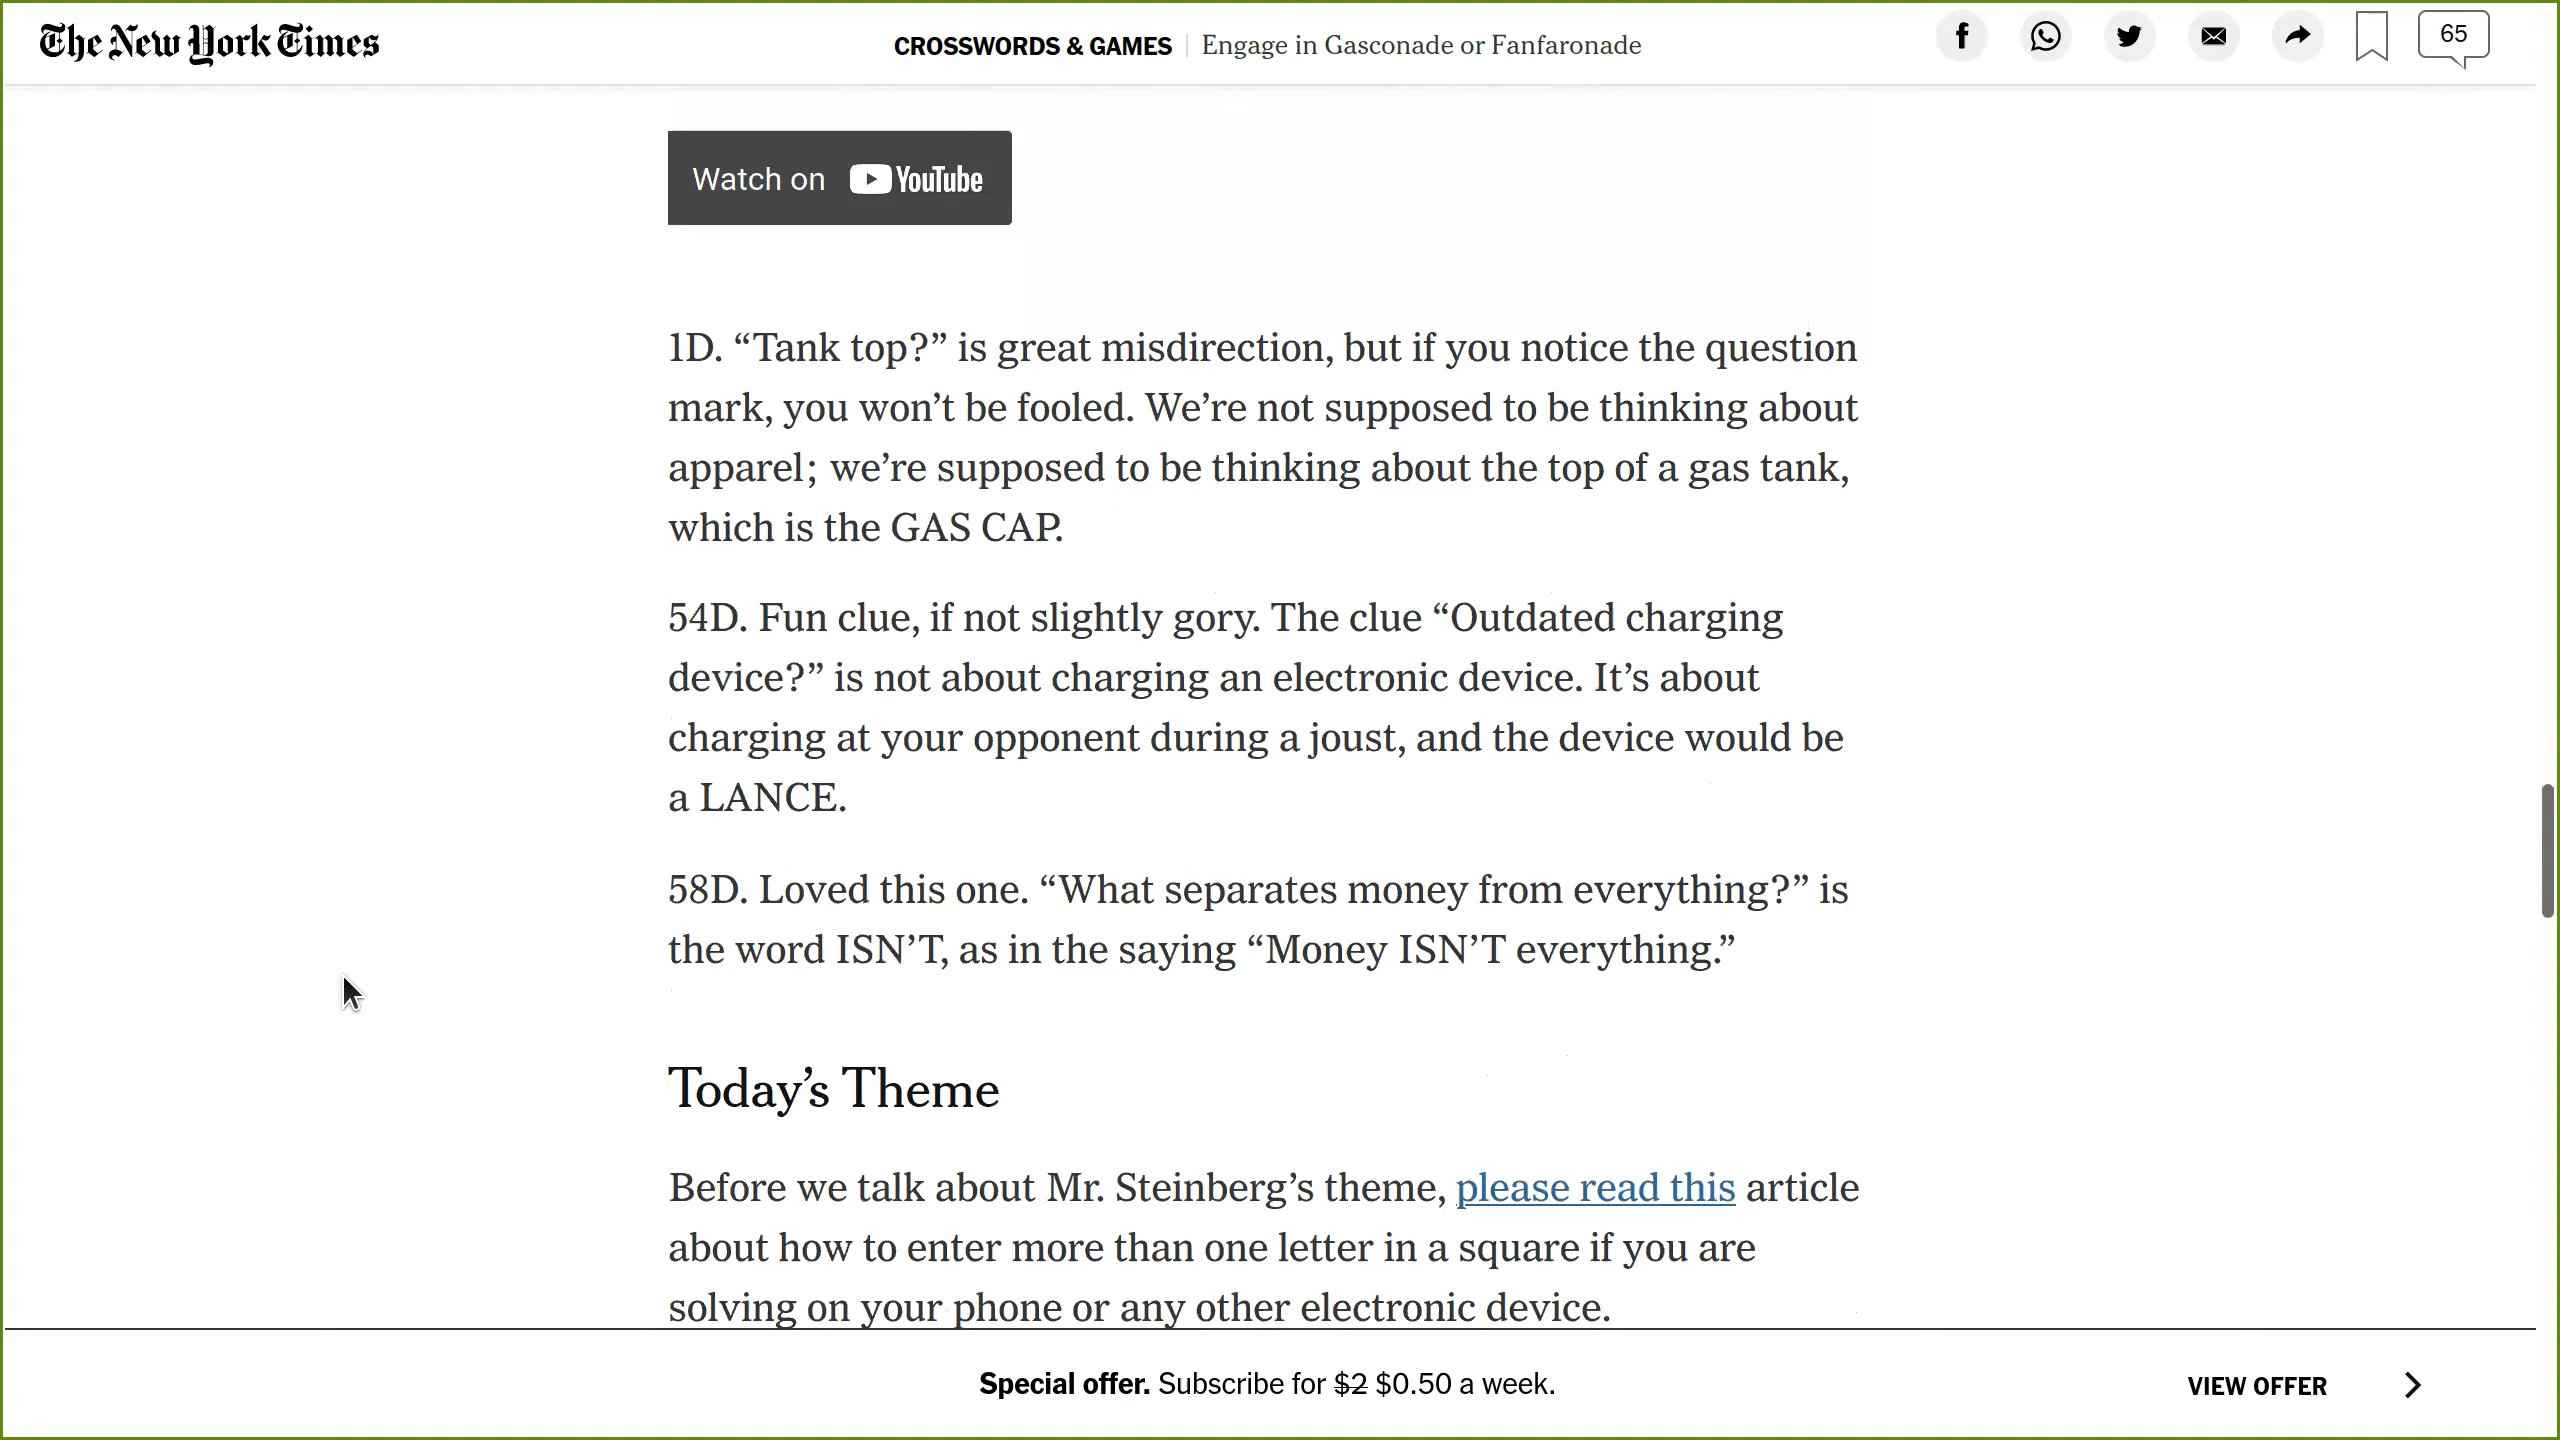 The New York Times
CROSSWORDS & GAMES | Engage in Gasconade or Fanfaronade
65
Watch on YouTube
1D. “Tank top?” is great misdirection, but if you notice the question
mark, you won’t be fooled. We’re not supposed to be thinking about
apparel; we’re supposed to be thinking about the top of a gas tank,
which is the GAS CAP.
54D. Fun clue, if not slightly gory. The clue “Outdated charging
device?” is not about charging an electronic device. It’s about
charging at your opponent during a joust, and the device would be
a LANCE.
58D. Loved this one. “What separates money from everything?” is
the word ISN’T, as in the saying “Money ISN’T everything.”
Today’s Theme
Before we talk about Mr. Steinberg’s theme, please read this article
about how to enter more than one letter in a square if you are
solving on your phone or any other electronic device.
Special offer. Subscribe for $2 $0.50 a week.
VIEW OFFER